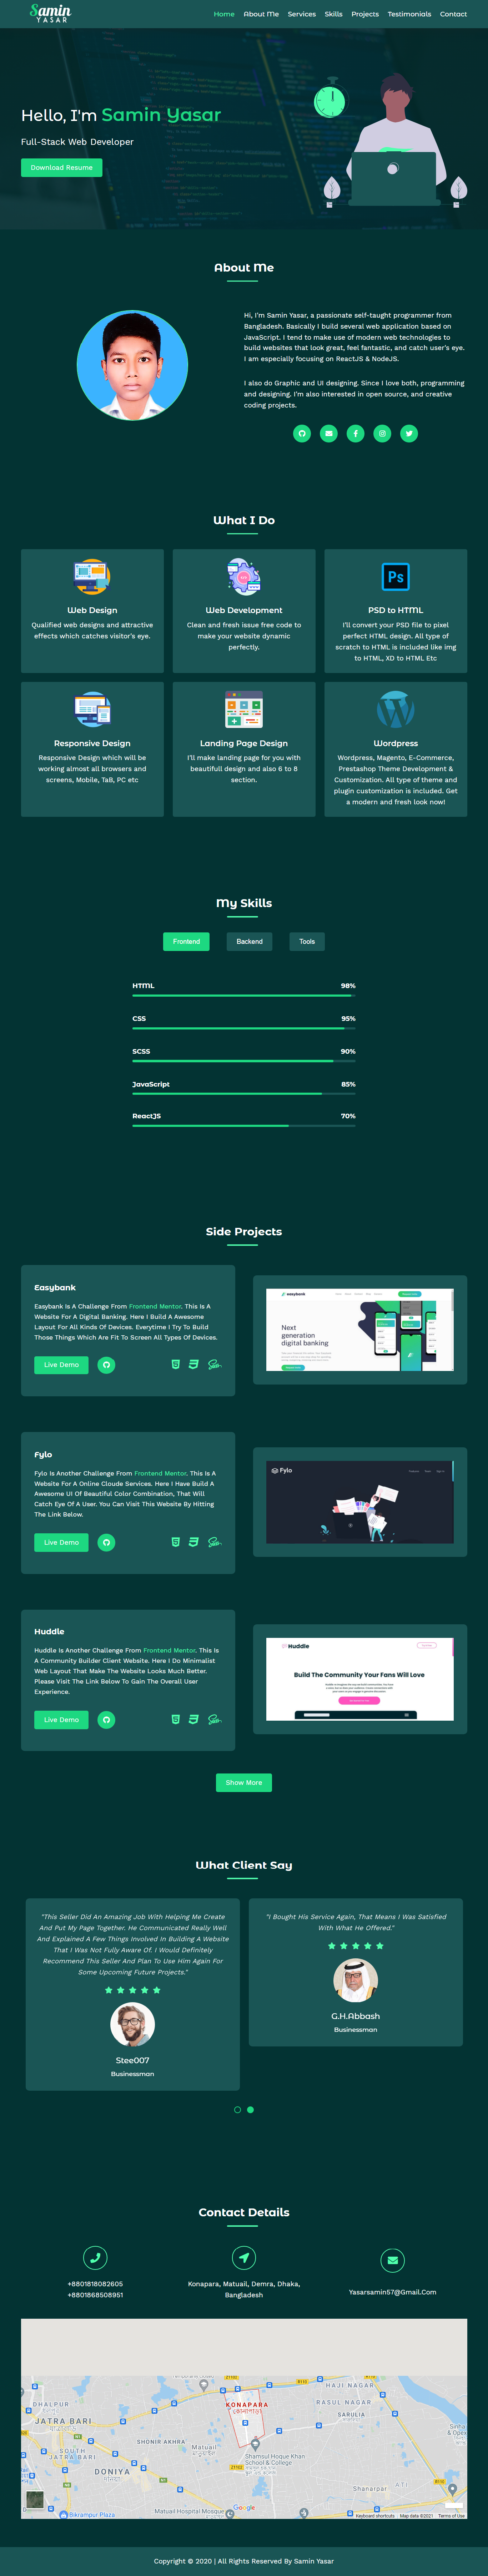 Samin
YASAR
Home About Me Services Skills Projects Testimonials Contact
Hello, I'm Samin Yasar
Full-Stack Web Developer
Download Resume
About Me
Hi, I'm Samin Yasar, a passionate self-taught programmer from
Bangladesh. Basically I build several web application based on
JavaScript. I tend to make use of modern web technologies to
build websites that look great, feel fantastic, and catch user's eye.
I am especially focusing on ReactJS & NodeJS.
I also do Graphic and UI designing. Since I love both, programming
and designing. I'm also interested in open source, and creative
coding projects.
What I Do
Web Design
Qualified web designs and attractive
effects which catches visitor's eye.
Web Development
Clean and fresh issue free code to
make your website dynamic
perfectly.
Ps
PSD to HTML
I'll convert your PSD file to pixel
perfect HTML design. All type of
scratch to HTML is included like img
to HTML, XD to HTML Etc
Responsive Design
Responsive Design which will be
working almost all browsers and
screens, Mobile, TaB, PC etc
Landing Page Design
I'll make landing page for you with
beautifull design and also 6 to 8
section.
Wordpress
Wordpress, Magento, E-Commerce,
Prestashop Theme Development &
Customization. All type of theme and
plugin customization is included. Get
a modern and fresh look now!
My Skills
Frontend Backend Tools
HTML 98%
CSS 95%
SCSS 90%
JavaScript 85%
ReactJS 70%
Side Projects
Easybank
Easybank Is A Challenge From Frontend Mentor. This Is A
Website For A Digital Banking. Here I Build A Awesome
Layout For All Kinds Of Devices. Everytime I Try To Build
Those Things Which Are Fit To Screen All Types Of Devices.
Live Demo
easybank
Next
generation
digital banking
Fylo
Fylo Is Another Challenge From Frontend Mentor. This Is A
Website For A Online Cloude Services. Here I Have Build A
Awesome UI Of Beautiful Color Combination, That Will
Catch Eye Of A User. You Can Visit This Website By Hitting
The Link Below.
Live Demo
Fylo
Huddle
Huddle Is Another Challenge From Frontend Mentor. This Is
A Community Builder Client Website. Here I Do Minimalist
Web Layout That Make The Website Looks Much Better.
Please Visit The Link Below To Gain The Overall User
Experience.
Live Demo
Huddle
Build The Community Your Fans Will Love
Show More
What Client Say
"This Seller Did An Amazing Job With Helping Me Create
And Put My Page Together. He Communicated Really Well
And Explained A Few Things Involved In Building A Website
That I Was Not Fully Aware Of. I Would Definitely
Recommend This Seller And Plan To Use Him Again For
Some Upcoming Future Projects."
Stee007
Businessman
"I Bought His Service Again, That Means I Was Satisfied
With What He Offered."
G.H.Abbash
Businessman
Contact Details
+8801818082605
+8801868508951
Konapara, Matuail, Demra, Dhaka,
Bangladesh
Yasarsamin57@Gmail.Com
DHALPUR
JATRA BARI
SOUTH
JATRA BARI
DONIYA
SHONIR AKHRA
Matuail
KONAPARA
HAJI NAGAR
RASUL NAGAR
SARULIA
Shamsul Hoque Khan
School & College
Shanarpar
Matuail Hospital Mosque
Bikrampur Plaza
Google
Keyboard shortcuts Map data ©2021 Terms of Use
Copyright © 2020 | All Rights Reserved By Samin Yasar